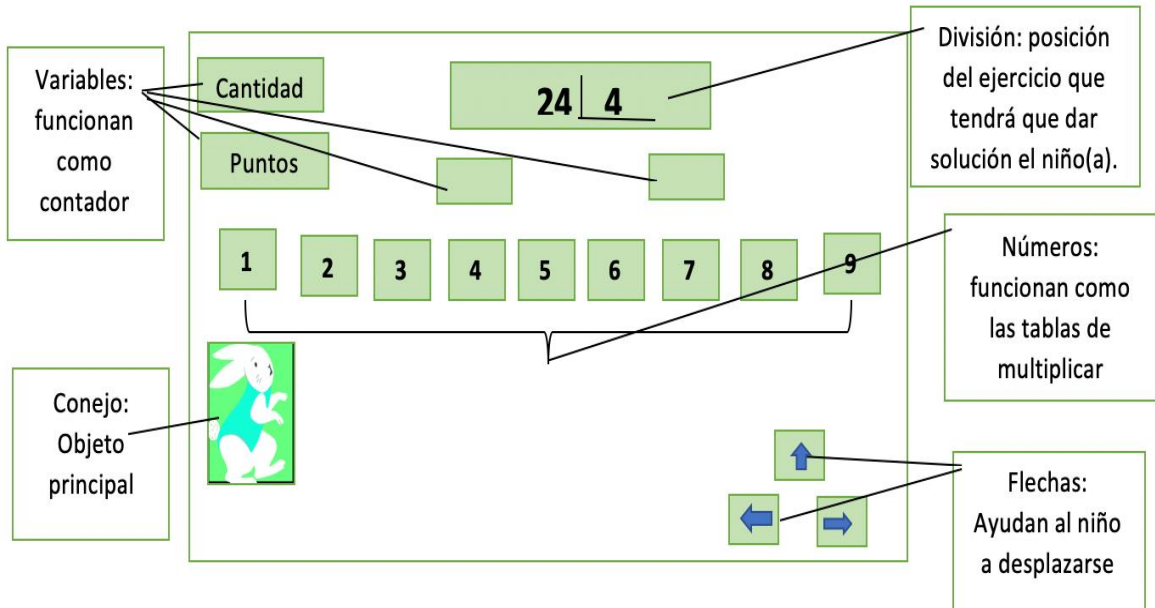 Variables:
funcionan
como
contador
Cantidad
Puntos
24 4
División: posición
del ejercicio que
tendrá que dar
solución el niño(a).
1 2 3 4 5 6 7 8 9
Números:
funcionan como
las tablas de
multiplicar
Conejo:
Objeto
principal
Flechas:
Ayudan al niño
a desplazarse